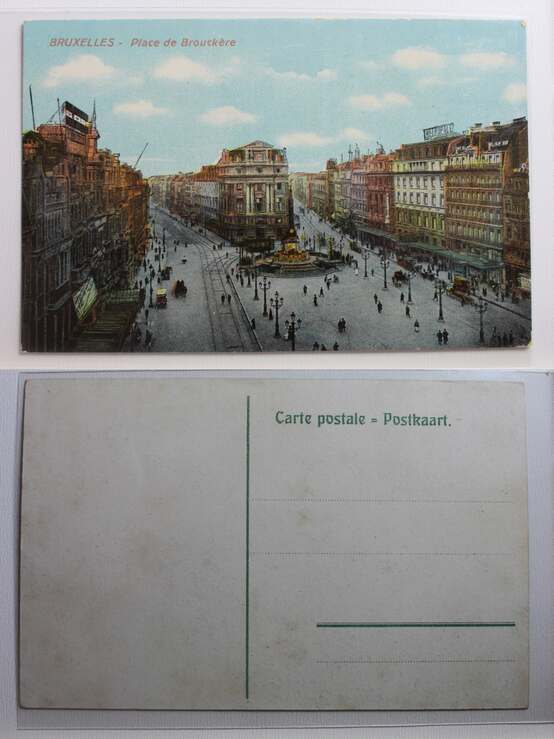 BRUXELLES - Place de Brouckère
Carte postale = Postkaart.